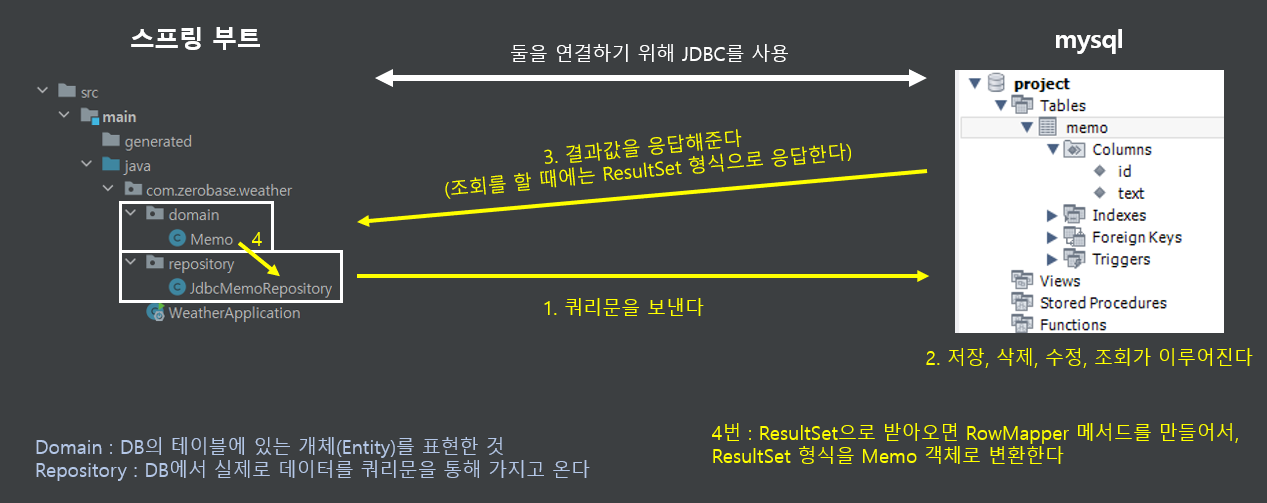 스프링 부트
둘을 연결하기 위해 JDBC를 사용
mysql
src
main
generated
java
com.zerobase.weather
domain
Memo
4
repository
JdbcMemoRepository
WeatherApplication
3. 결과값을 응답해준다
(조회를 할 때에는 ResultSet 형식으로 응답한다)
1. 쿼리문을 보낸다
project
Tables
memo
Columns
id
text
Indexes
Foreign Keys
Triggers
Views
Stored Procedures
Functions
2. 저장, 삭제, 수정, 조회가 이루어진다
Domain : DB의 테이블에 있는 개체(Entity)를 표현한 것
Repository : DB에서 실제로 데이터를 쿼리문을 통해 가지고 온다
4번 : ResultSet으로 받아오면 RowMapper 메서드를 만들어서,
ResultSet 형식을 Memo 객체로 변환한다